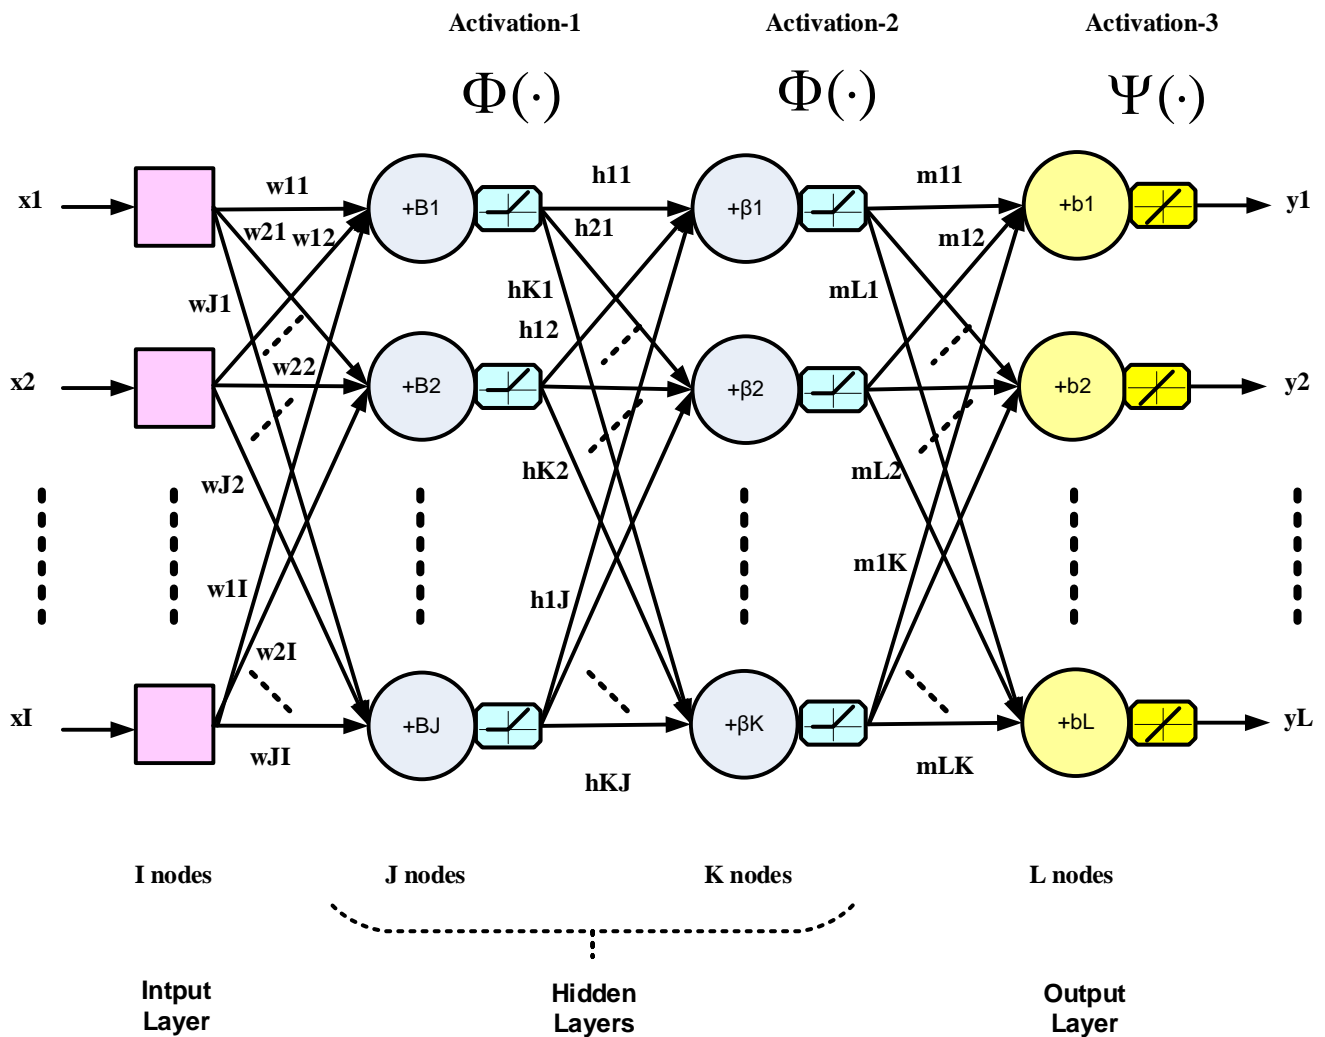 Activation-1
Activation-2
Activation-3
Φ(·)
Φ(·)
Ψ(·)
x1
w11
+B1
h11
+β1
m11
+b1
y1
w21
w12
h21
m12
wJ1
hK1
mL1
h12
x2
w22
+B2
+β2
+b2
y2
wJ2
hK2
mL2
w1I
h1J
m1K
w2I
xI
+BJ
+βK
+bL
yL
wJI
hKJ
mLK
I nodes
J nodes
K nodes
L nodes
Intput
Layer
Hidden
Layers
Output
Layer